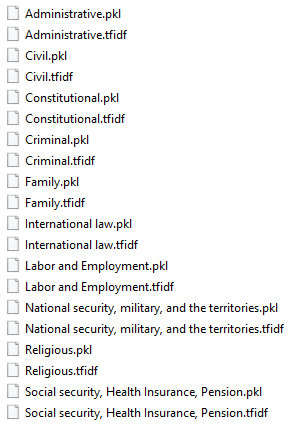 Administrative.pkl
Administrative.tfidf
Civil.pkl
Civil.tfidf
Constitutional.pkl
Constitutional.tfidf
Criminal.pkl
Criminal.tfidf
Family.pkl
Family.tfidf
International law.pkl
International law.tfidf
Labor and Employment.pkl
Labor and Employment.tfidf
National security, military, and the territories.pkl
National security, military, and the territories.tfidf
Religious.pkl
Religious.tfidf
Social security, Health Insurance, Pension.pkl
Social security, Health Insurance, Pension.tfidf